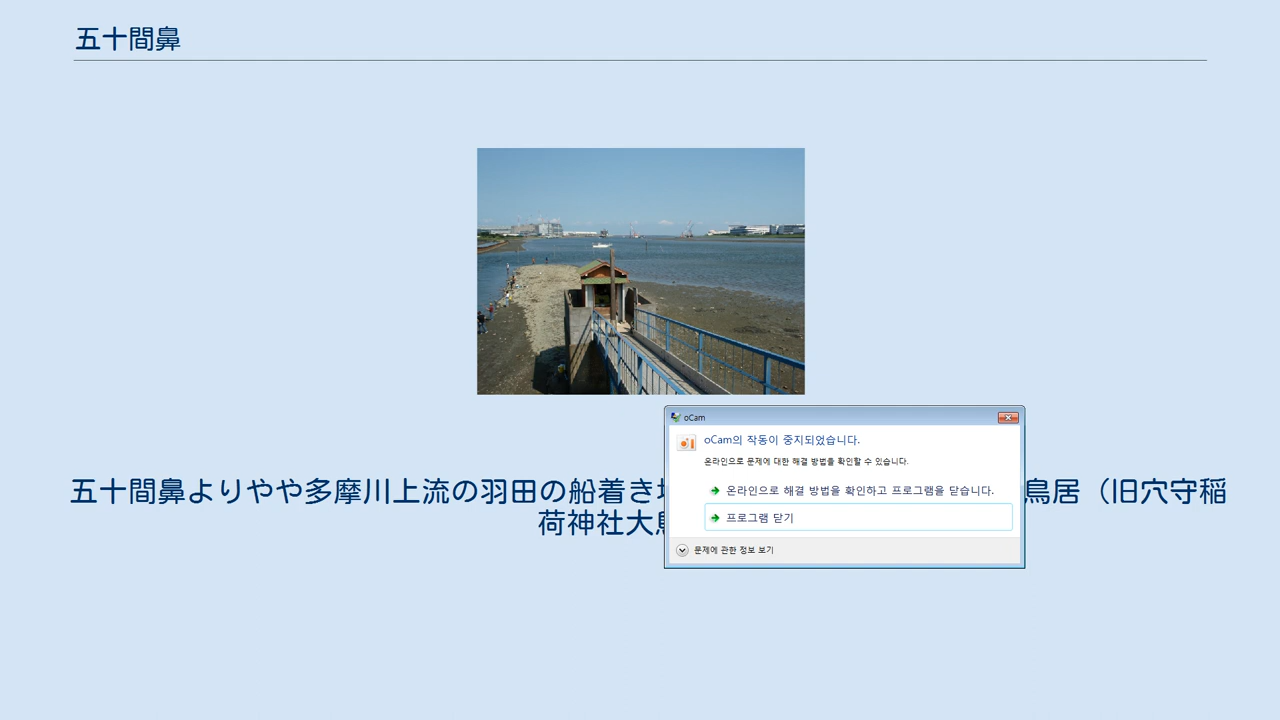 五十間鼻
五十間鼻よりやや多摩川上流の羽田の船着き
鳥居（旧穴守稲
荷神社大
oCam
oCam의 작동이 중지되었습니다.
온라인으로 문제에 대한 해결 방법을 확인할 수 있습니다.
온라인으로 해결 방법을 확인하고 프로그램을 닫습니다.
프로그램 닫기
문제에 관한 정보 보기